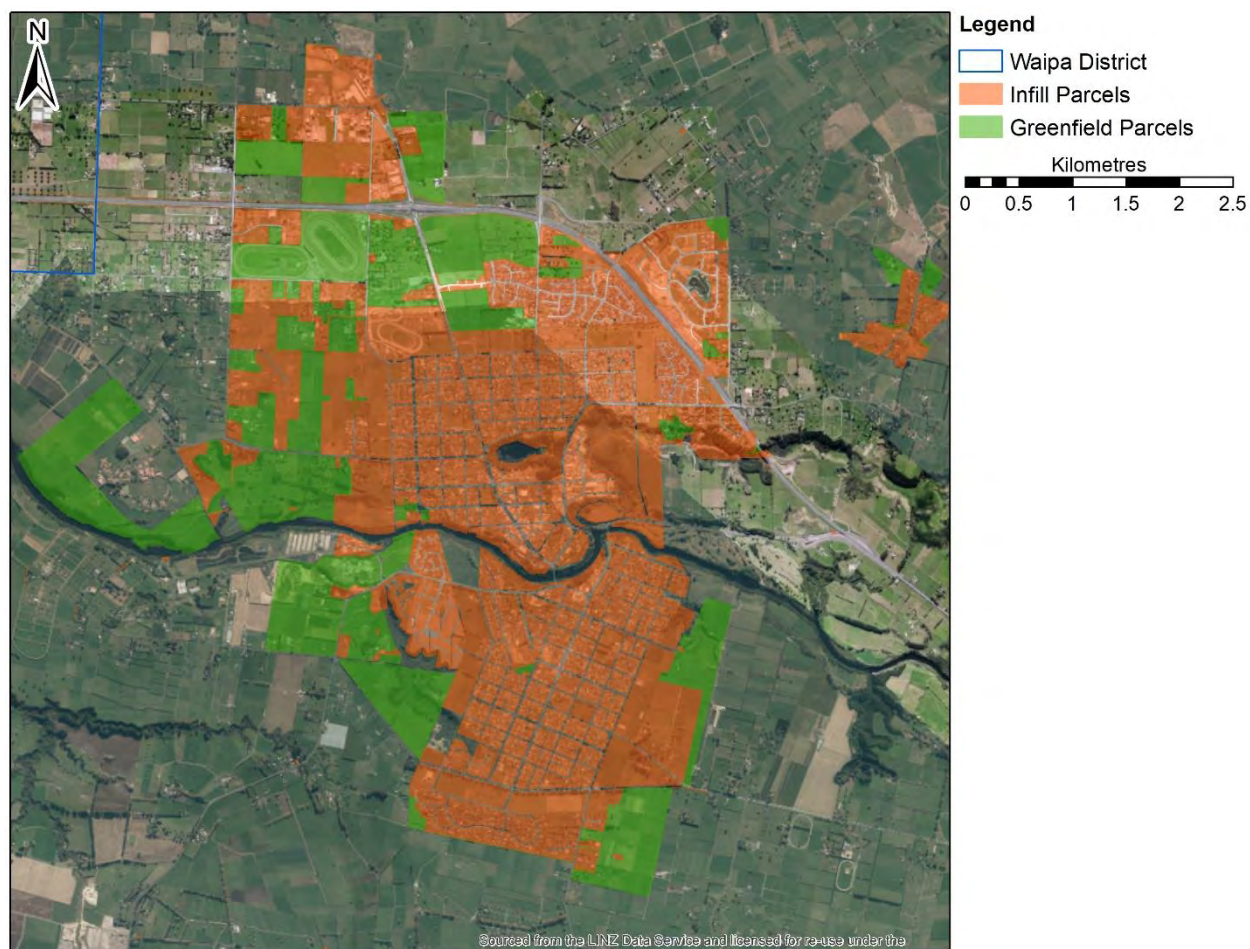 N
Legend
Waipa District
Infill Parcels
Greenfield Parcels
Kilometres
0 0.5 1 1.5 2 2.5
Sourced from the LINZ Data Service and licensed for re-use under the